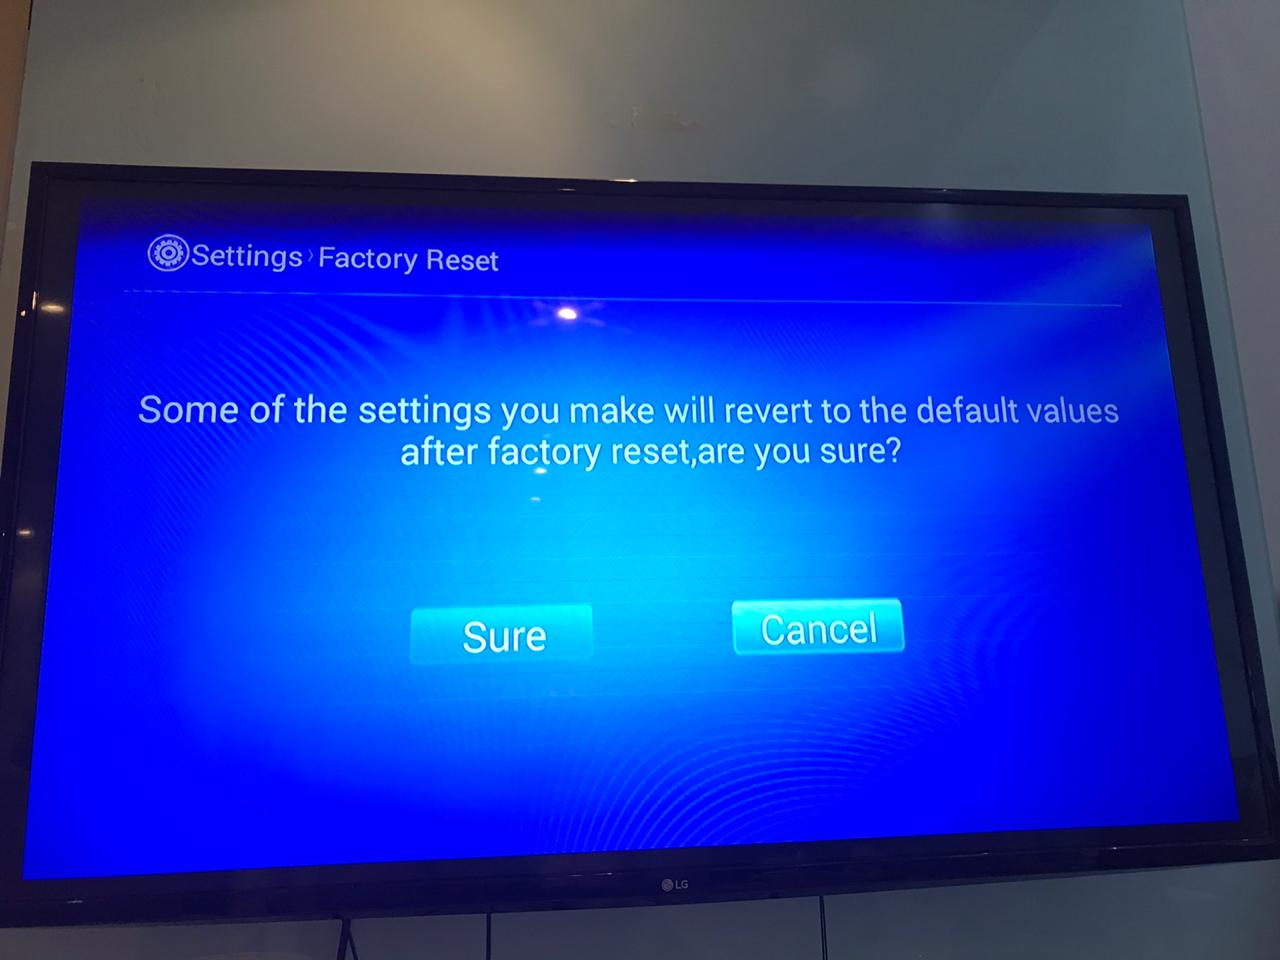 Settings › Factory Reset
Some of the settings you make will revert to the default values
after factory reset,are you sure?
Sure
Cancel
LG